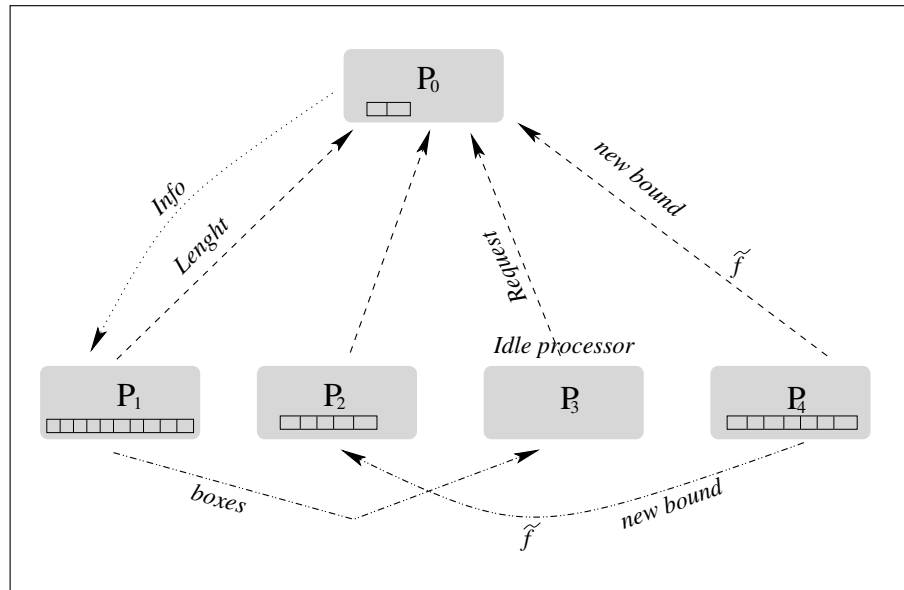 P0
new bound
Info
Lenght
Request
f̃
Idle processor
P1
P2
P3
P4
boxes
new bound
f̃